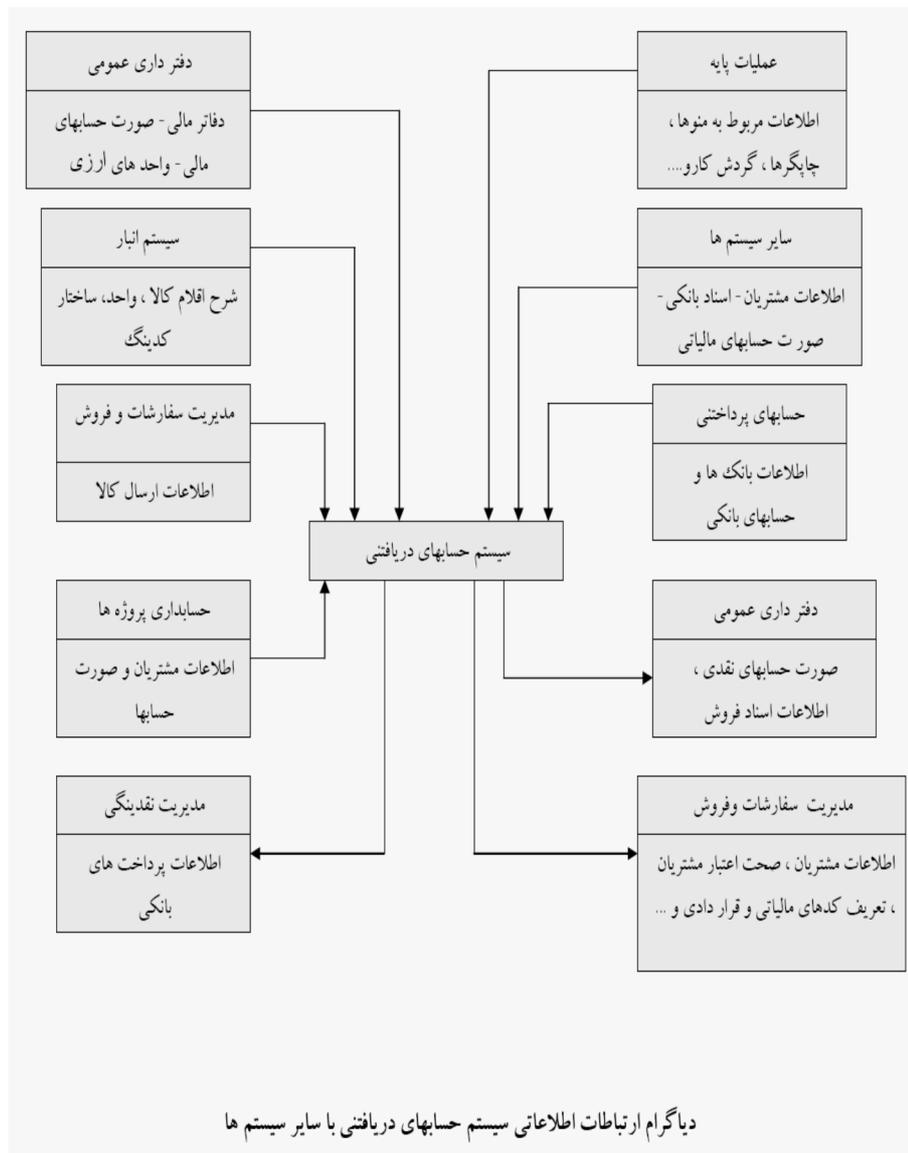 عملیات پایه
اطلاعات مربوط به منوها ،
چاپگرها ، گردش کارو....
دفتر داری عمومی
دفاتر مالی - صورت حسابهای
مالی - واحد های ارزی
سایر سیستم ها
اطلاعات مشتریان - اسناد بانکی -
صور ت حسابهای مالیاتی
سیستم انبار
شرح اقلام کالا ، واحد، ساختار
کدینگ
حسابهای پرداختنی
اطلاعات بانک ها و
حسابهای بانکی
مدیریت سفارشات و فروش
اطلاعات ارسال کالا
سیستم حسابهای دریافتنی
دفتر داری عمومی
صورت حسابهای نقدی ،
اطلاعات اسناد فروش
حسابداری پروژه ها
اطلاعات مشتریان و صورت
حسابها
مدیریت سفارشات وفروش
اطلاعات مشتریان ، صحت اعتبار مشتریان
، تعریف کدهای مالیاتی و قرار دادی و ...
مدیریت نقدینگی
اطلاعات پرداخت های
بانکی
دیاگرام ارتباطات اطلاعاتی سیستم حسابهای دریافتنی با سایر سیستم ها